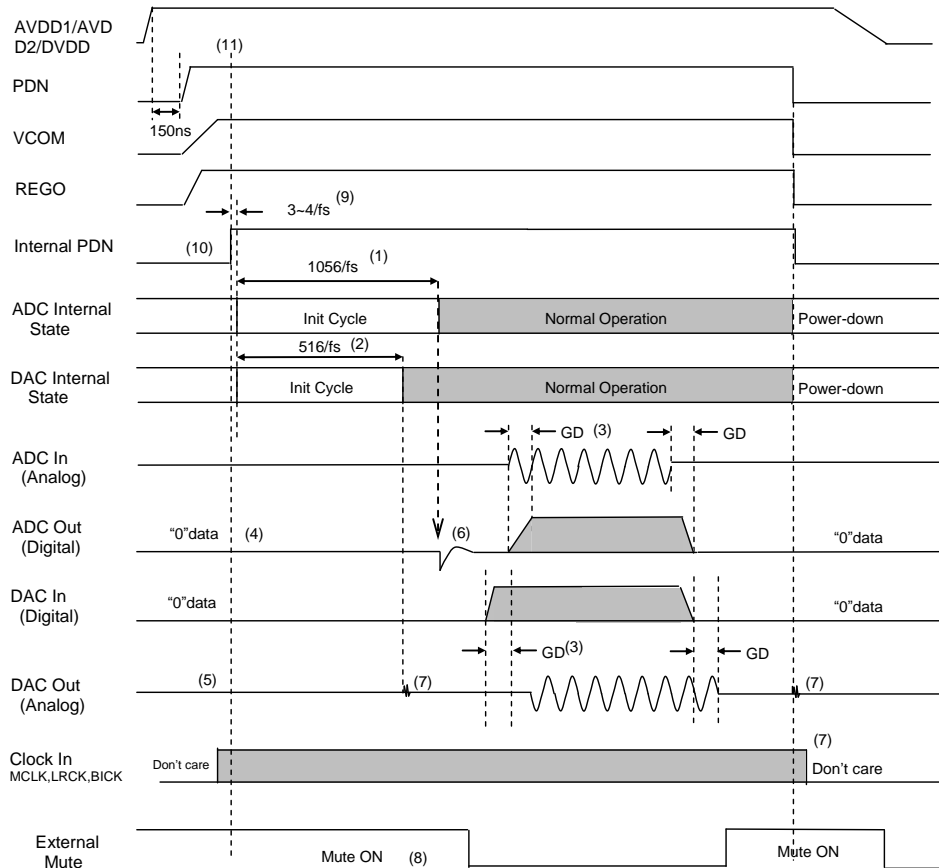 AVDD1/AVD
D2/DVDD
(11)
PDN
150ns
VCOM
REGO
3~4/fs (9)
Internal PDN
(10)
1056/fs (1)
ADC Internal
State
Init Cycle
Normal Operation
Power-down
516/fs (2)
DAC Internal
State
Init Cycle
Normal Operation
Power-down
GD (3)
GD
ADC In
(Analog)
ADC Out
(Digital)
“0”data
(4)
(6)
“0”data
DAC In
(Digital)
“0”data
“0”data
GD(3)
GD
DAC Out
(Analog)
(5)
(7)
(7)
Clock In
MCLK,LRCK,BICK
Don’t care
(7)
Don’t care
External
Mute
Mute ON (8)
Mute ON